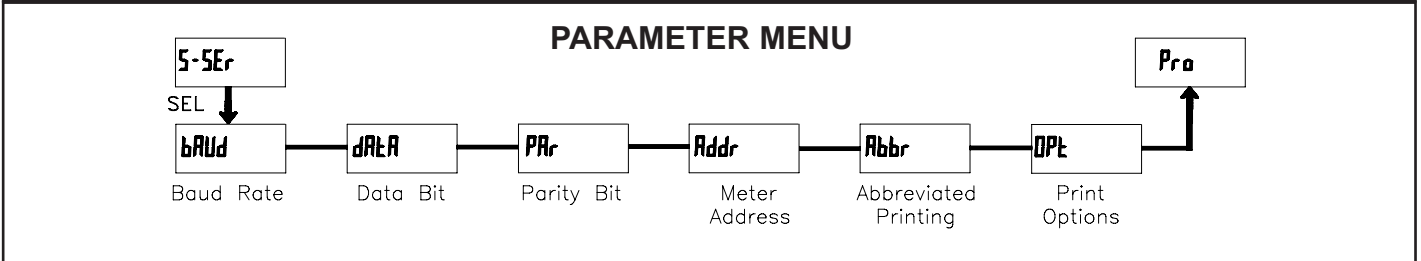 PARAMETER MENU
5-SEr
Pro
SEL
bAUd
dAtA
PAr
Addr
Abbr
OPt
Baud Rate
Data Bit
Parity Bit
Meter
Address
Abbreviated
Printing
Print
Options